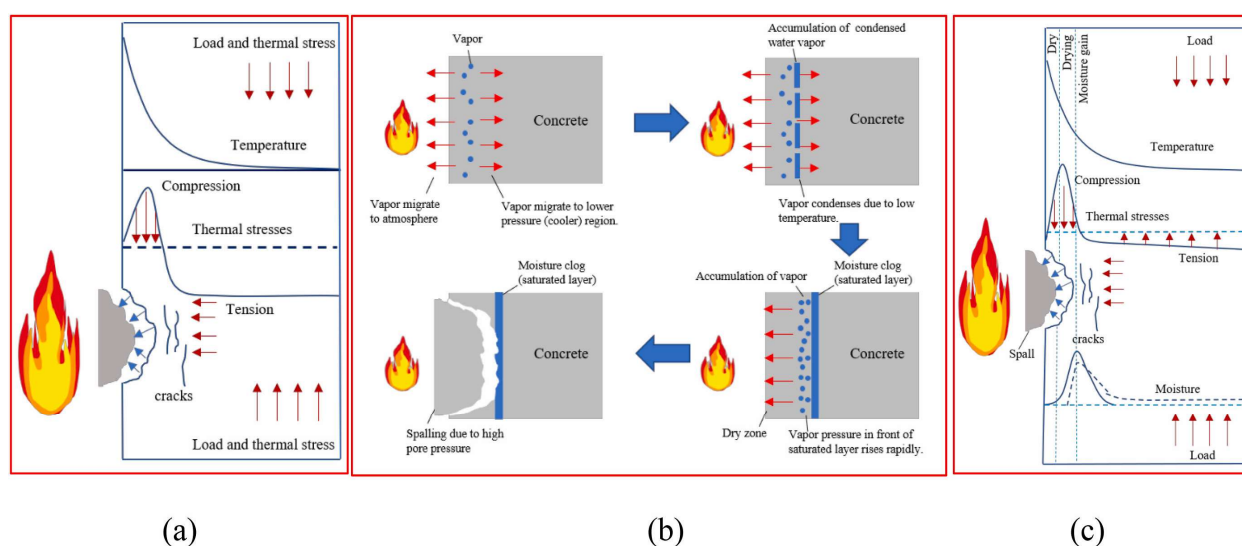 Load and thermal stress
Temperature
Compression
Thermal stresses
Tension
cracks
Load and thermal stress
(a)
Vapor
Concrete
Vapor migrate
to atmosphere
Vapor migrate to lower
pressure (cooler) region.
Accumulation of condensed
water vapor
Concrete
Vapor condenses due to low
temperature.
Accumulation of vapor
Moisture clog
(saturated layer)
Concrete
Dry zone
Vapor pressure in front of
saturated layer rises rapidly.
Moisture clog
(saturated layer)
Concrete
Spalling due to high
pore pressure
(b)
Dry
Drying
Moisture gain
Load
Temperature
Compression
Thermal stresses
Tension
Spall
cracks
Moisture
Load
(c)